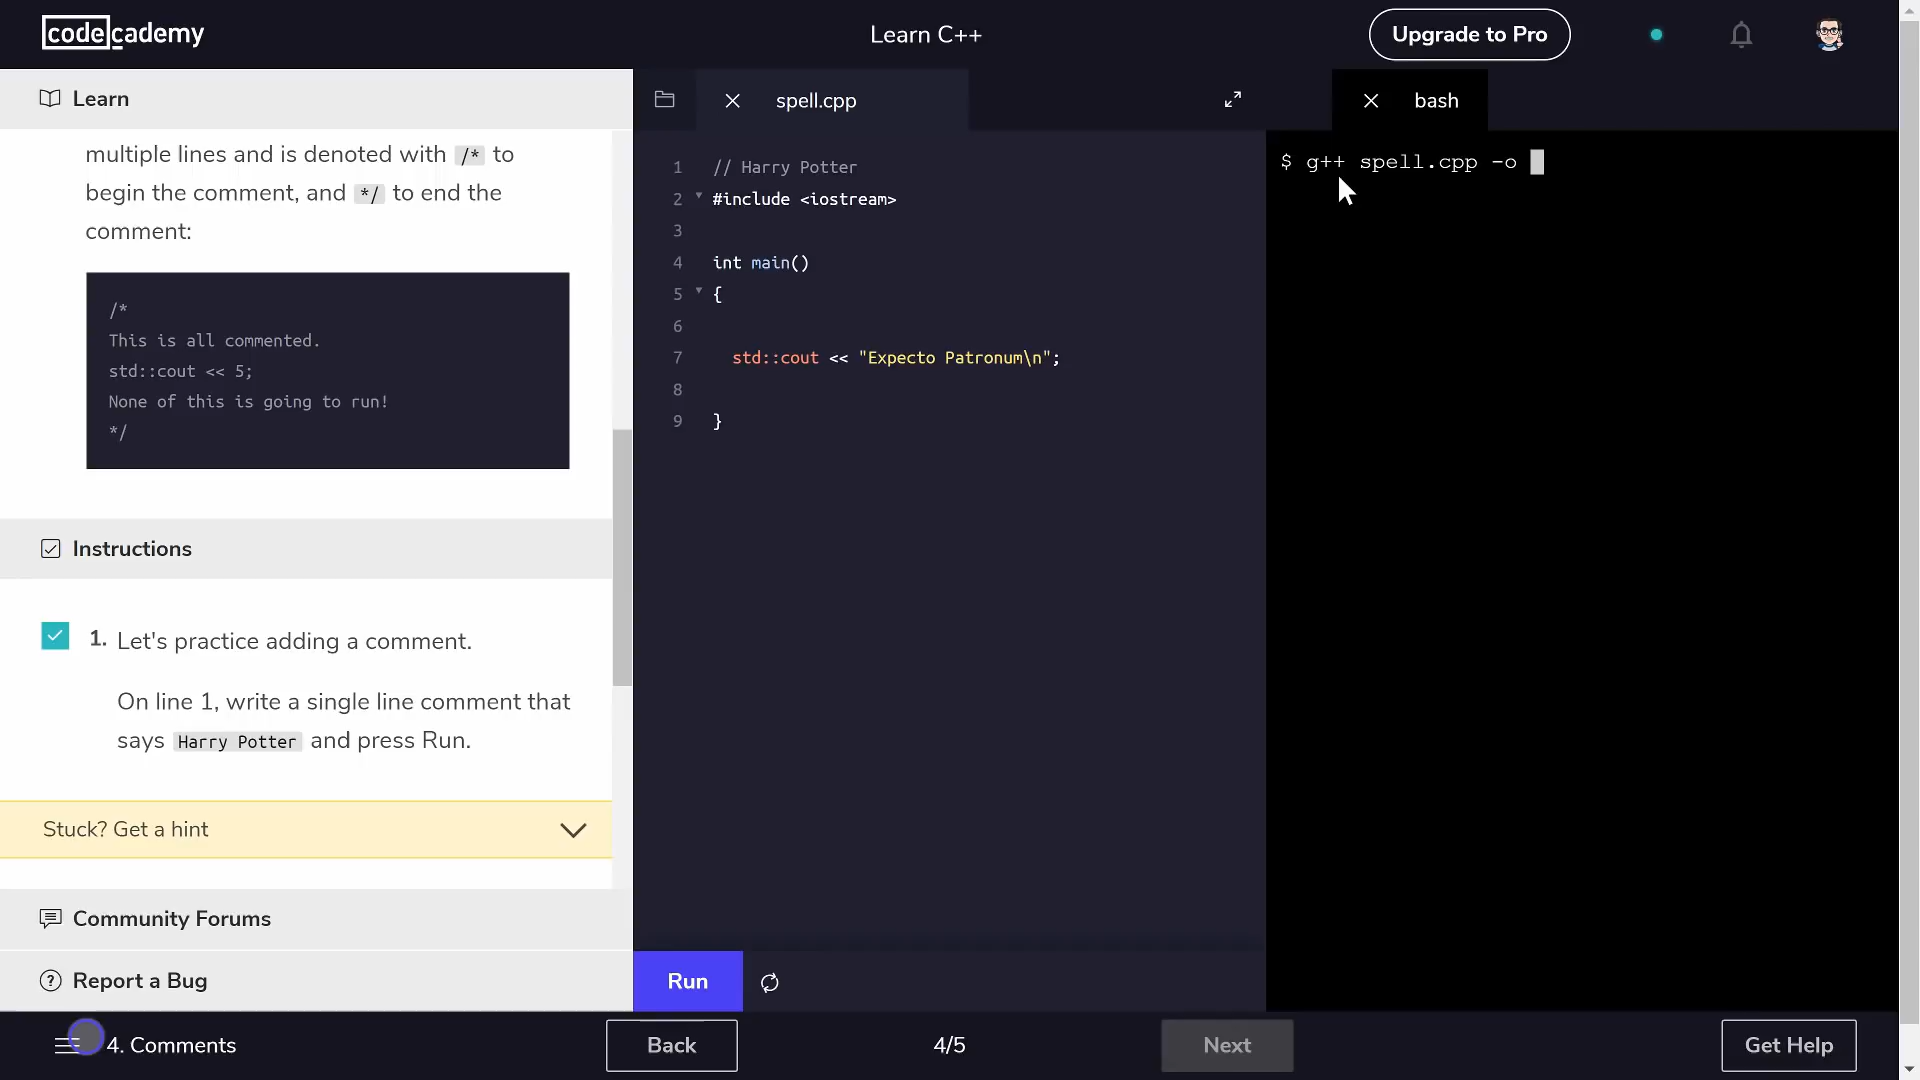 codecademy
Learn C++
Upgrade to Pro
Learn
multiple lines and is denoted with /* to
begin the comment, and */ to end the
comment:
/*
This is all commented.
std::cout << 5;
None of this is going to run!
*/
Instructions
1. Let's practice adding a comment.
On line 1, write a single line comment that
says Harry Potter and press Run.
Stuck? Get a hint
Community Forums
Report a Bug
spell.cpp
1 // Harry Potter
2 #include <iostream>
3
4 int main()
5 {
6
7 std::cout << "Expecto Patronum\n";
8
9 }
Run
bash
$ g++ spell.cpp -o
4. Comments
Back
4/5
Next
Get Help